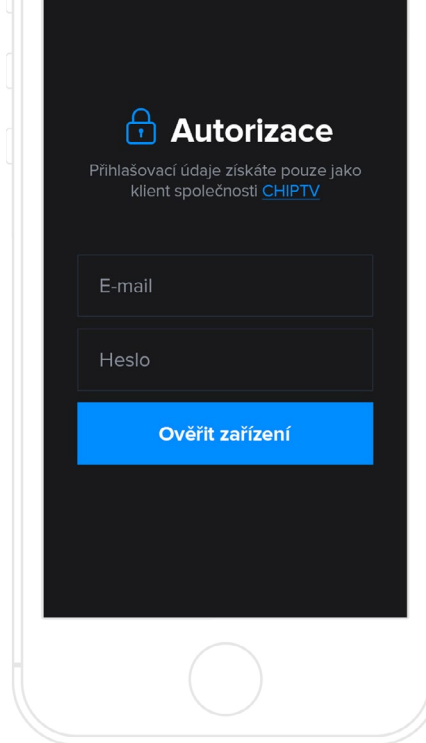 Autorizace
Přihlašovací údaje získáte pouze jako
klient společnosti CHIPTV
E-mail
Heslo
Ověřit zařízení